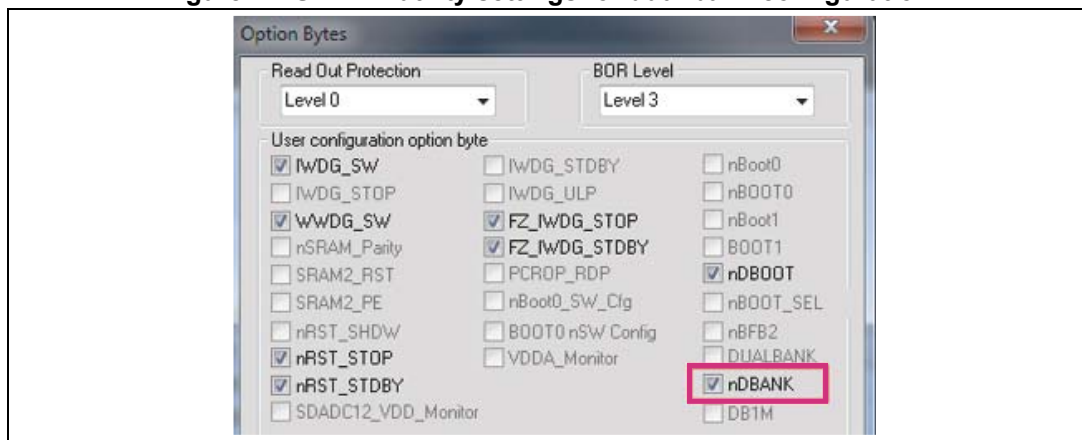 Option Bytes
Read Out Protection
BOR Level
Level 0
Level 3
User configuration option byte
IWDG_SW
IWDG_STDBY
nBoot0
IWDG_STOP
IWDG_ULP
nBOOT0
WWDG_SW
FZ_IWDG_STOP
nBoot1
nSRAM_Parity
FZ_IWDG_STDBY
BOOT1
SRAM2_RST
PCROP_RDP
nDBOOT
SRAM2_PE
nBoot0_SW_Cfg
nBOOT_SEL
nRST_SHDW
BOOT0 nSW Config
nBFB2
nRST_STOP
VDDA_Monitor
DUALBANK
nRST_STDBY
nDBANK
SDADC12_VDD_Monitor
DB1M